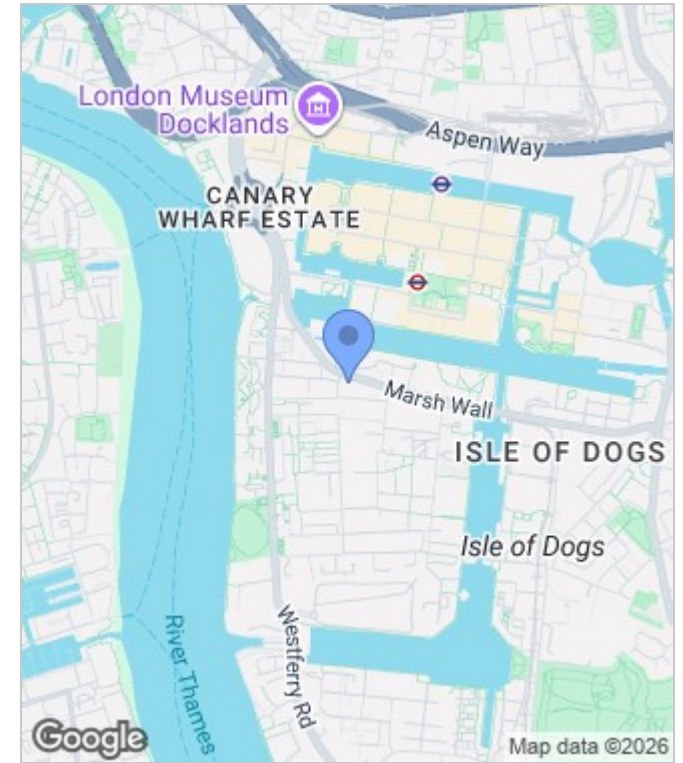 London Museum
Docklands
Aspen Way
CANARY
WHARF ESTATE
Marsh Wall
ISLE OF DOGS
Isle of Dogs
Westferry Rd
River Thames
Google
Map data ©2026